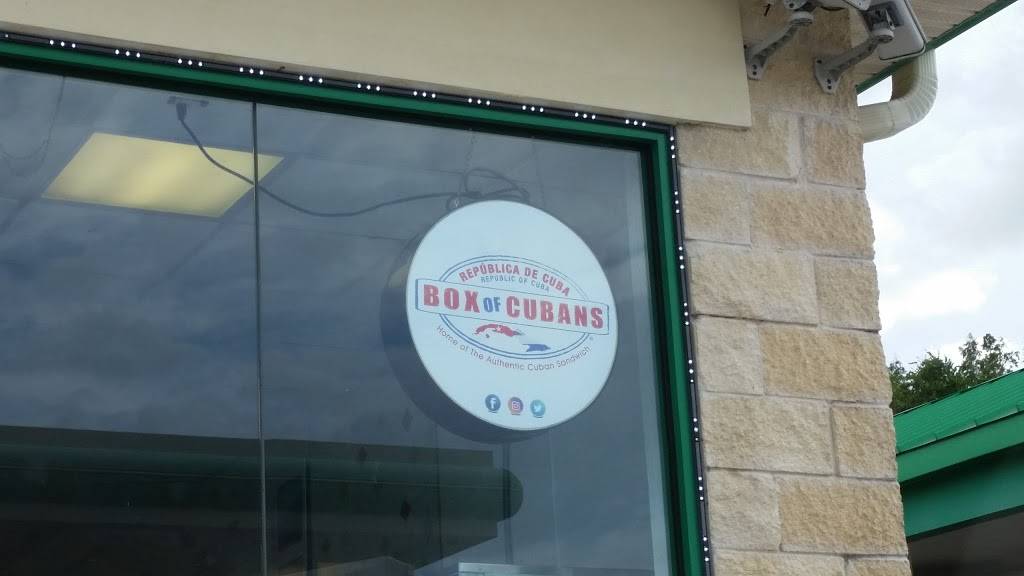 REPÚBLICA DE CUBA
REPUBLIC OF CUBA
BOX OF CUBANS
Home of The Authentic Cuban Sandwich